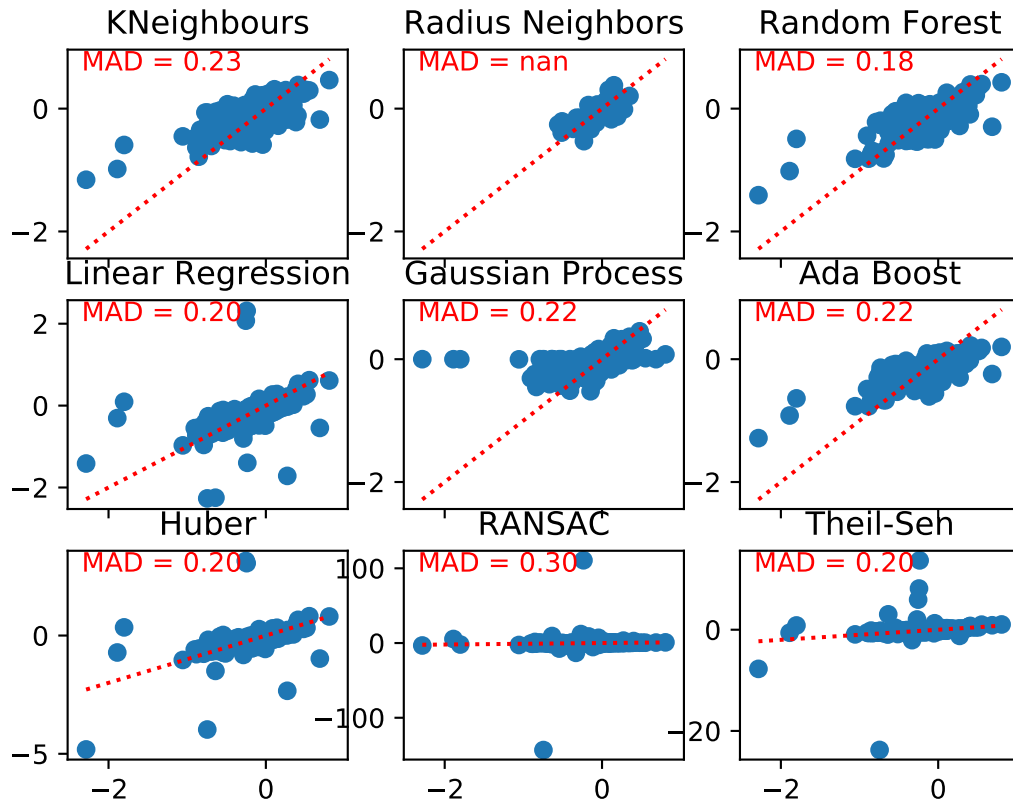 KNeighbours
Radius Neighbors
Random Forest
MAD = 0.23
MAD = nan
MAD = 0.18
0
0
0
−2
−2
−2
Linear Regression
Gaussian Process
Ada Boost
MAD = 0.20
MAD = 0.22
MAD = 0.22
2
0
0
0
−2
−2
−2
Huber
RANSAC
Theil-Seh
MAD = 0.20
MAD = 0.30
MAD = 0.20
100
0
0
0
−100
−20
−5
−2
0
−2
0
−2
0